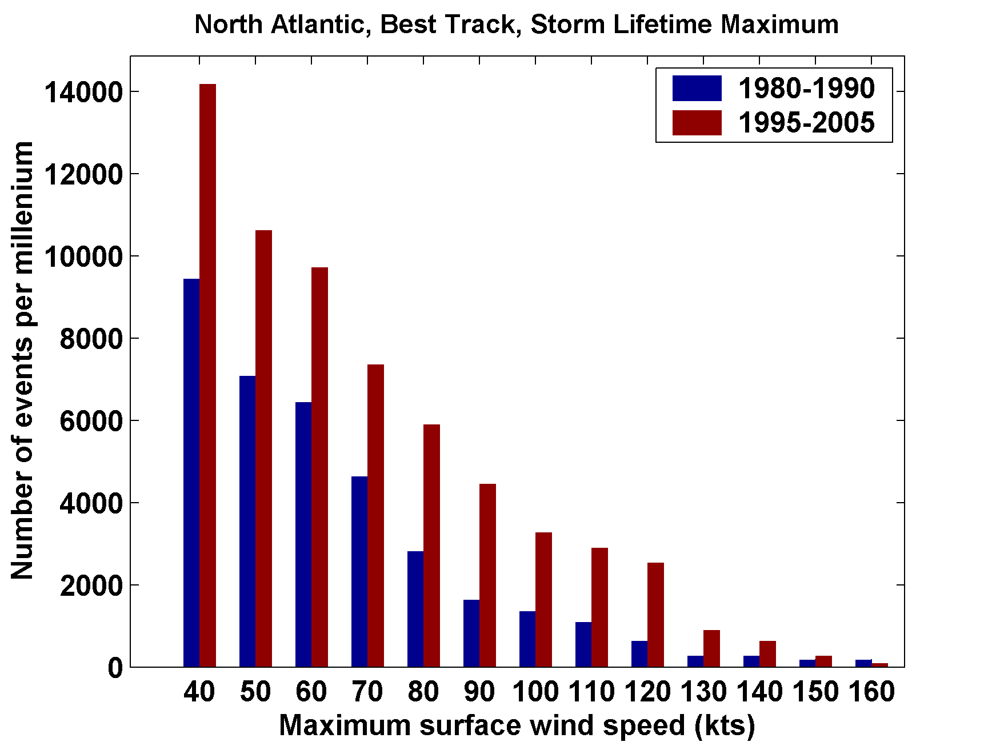 North Atlantic, Best Track, Storm Lifetime Maximum
1980-1990
1995-2005
Number of events per millenium
14000
12000
10000
8000
6000
4000
2000
0
40 50 60 70 80 90 100 110 120 130 140 150 160
Maximum surface wind speed (kts)